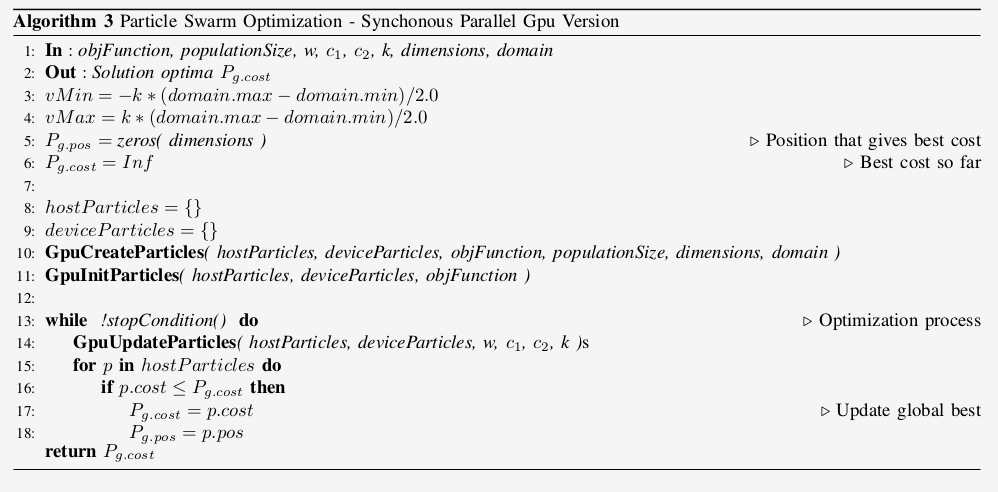 Algorithm 3 Particle Swarm Optimization - Synchonous Parallel Gpu Version
1: In : objFunction, populationSize, w, c₁, c₂, k, dimensions, domain
2: Out : Solution optima P_{g.cost}
3: vMin = −k ∗ (domain.max − domain.min)/2.0
4: vMax = k ∗ (domain.max − domain.min)/2.0
5: P_{g.pos} = zeros( dimensions ) ▷ Position that gives best cost
6: P_{g.cost} = Inf ▷ Best cost so far
7:
8: hostParticles = {}
9: deviceParticles = {}
10: GpuCreateParticles( hostParticles, deviceParticles, objFunction, populationSize, dimensions, domain )
11: GpuInitParticles( hostParticles, deviceParticles, objFunction )
12:
13: while !stopCondition() do ▷ Optimization process
14: GpuUpdateParticles( hostParticles, deviceParticles, w, c₁, c₂, k )s
15: for p in hostParticles do
16: if p.cost ≤ P_{g.cost} then
17: P_{g.cost} = p.cost ▷ Update global best
18: P_{g.pos} = p.pos
return P_{g.cost}